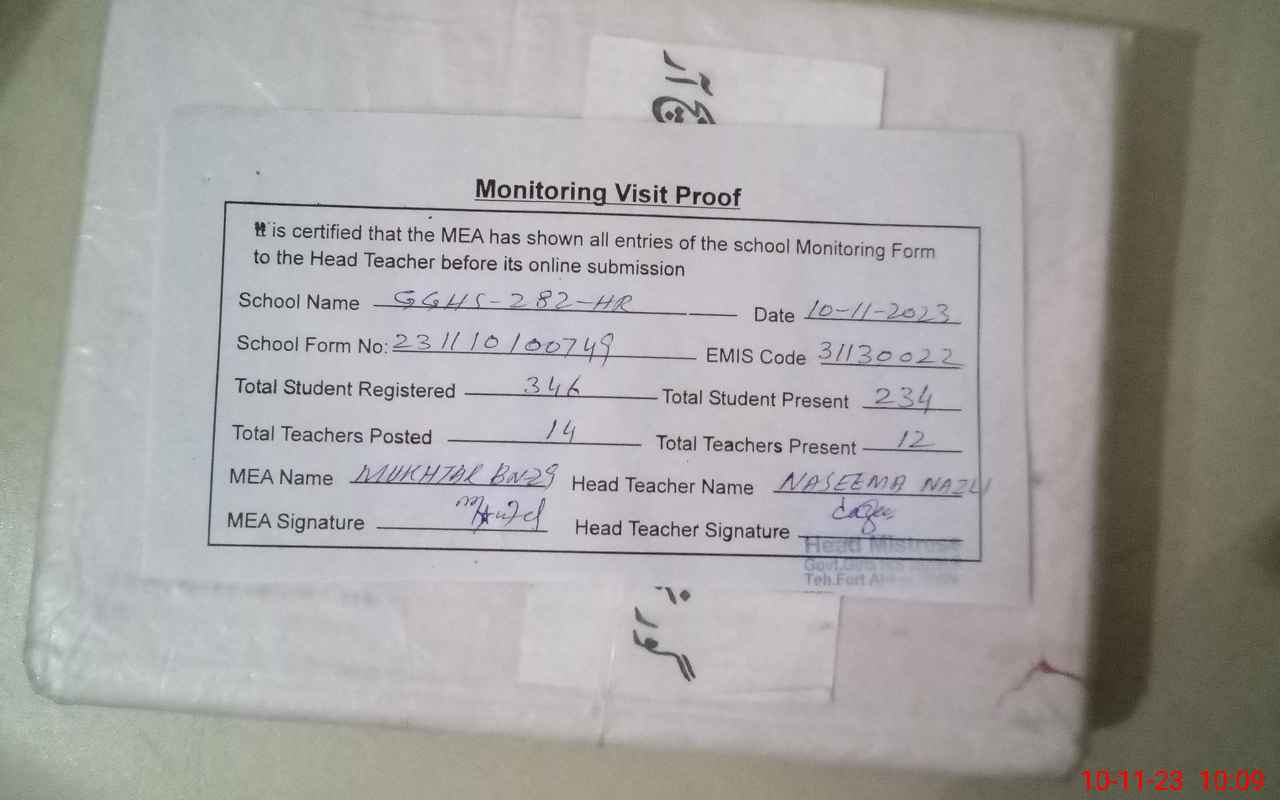 Monitoring Visit Proof
It is certified that the MEA has shown all entries of the school Monitoring Form
to the Head Teacher before its online submission
School Name GGHS-282-HR Date 10-11-2023
School Form No: 231110100749 EMIS Code 31130022
Total Student Registered 346 Total Student Present 234
Total Teachers Posted 14 Total Teachers Present 12
MEA Name MUKHTAR Head Teacher Name NASEEMA NAZLI
MEA Signature Head Teacher Signature
Head Mistress
Govt.
Teh.Fort
10-11-23 10:09